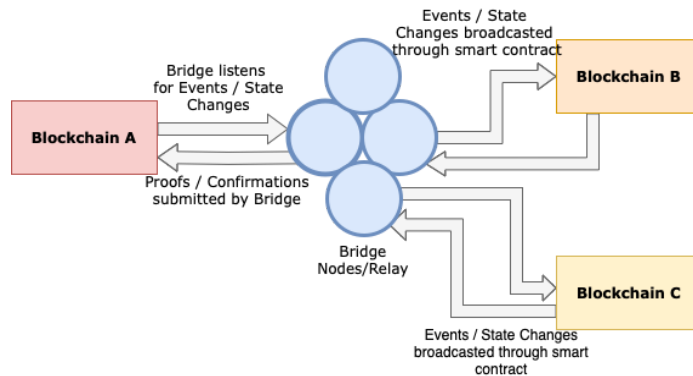 Events / State
Changes broadcasted
through smart contract
Bridge listens
for Events / State
Changes
Blockchain B
Blockchain A
Proofs / Confirmations
submitted by Bridge
Bridge
Nodes/Relay
Blockchain C
Events / State Changes
broadcasted through smart
contract